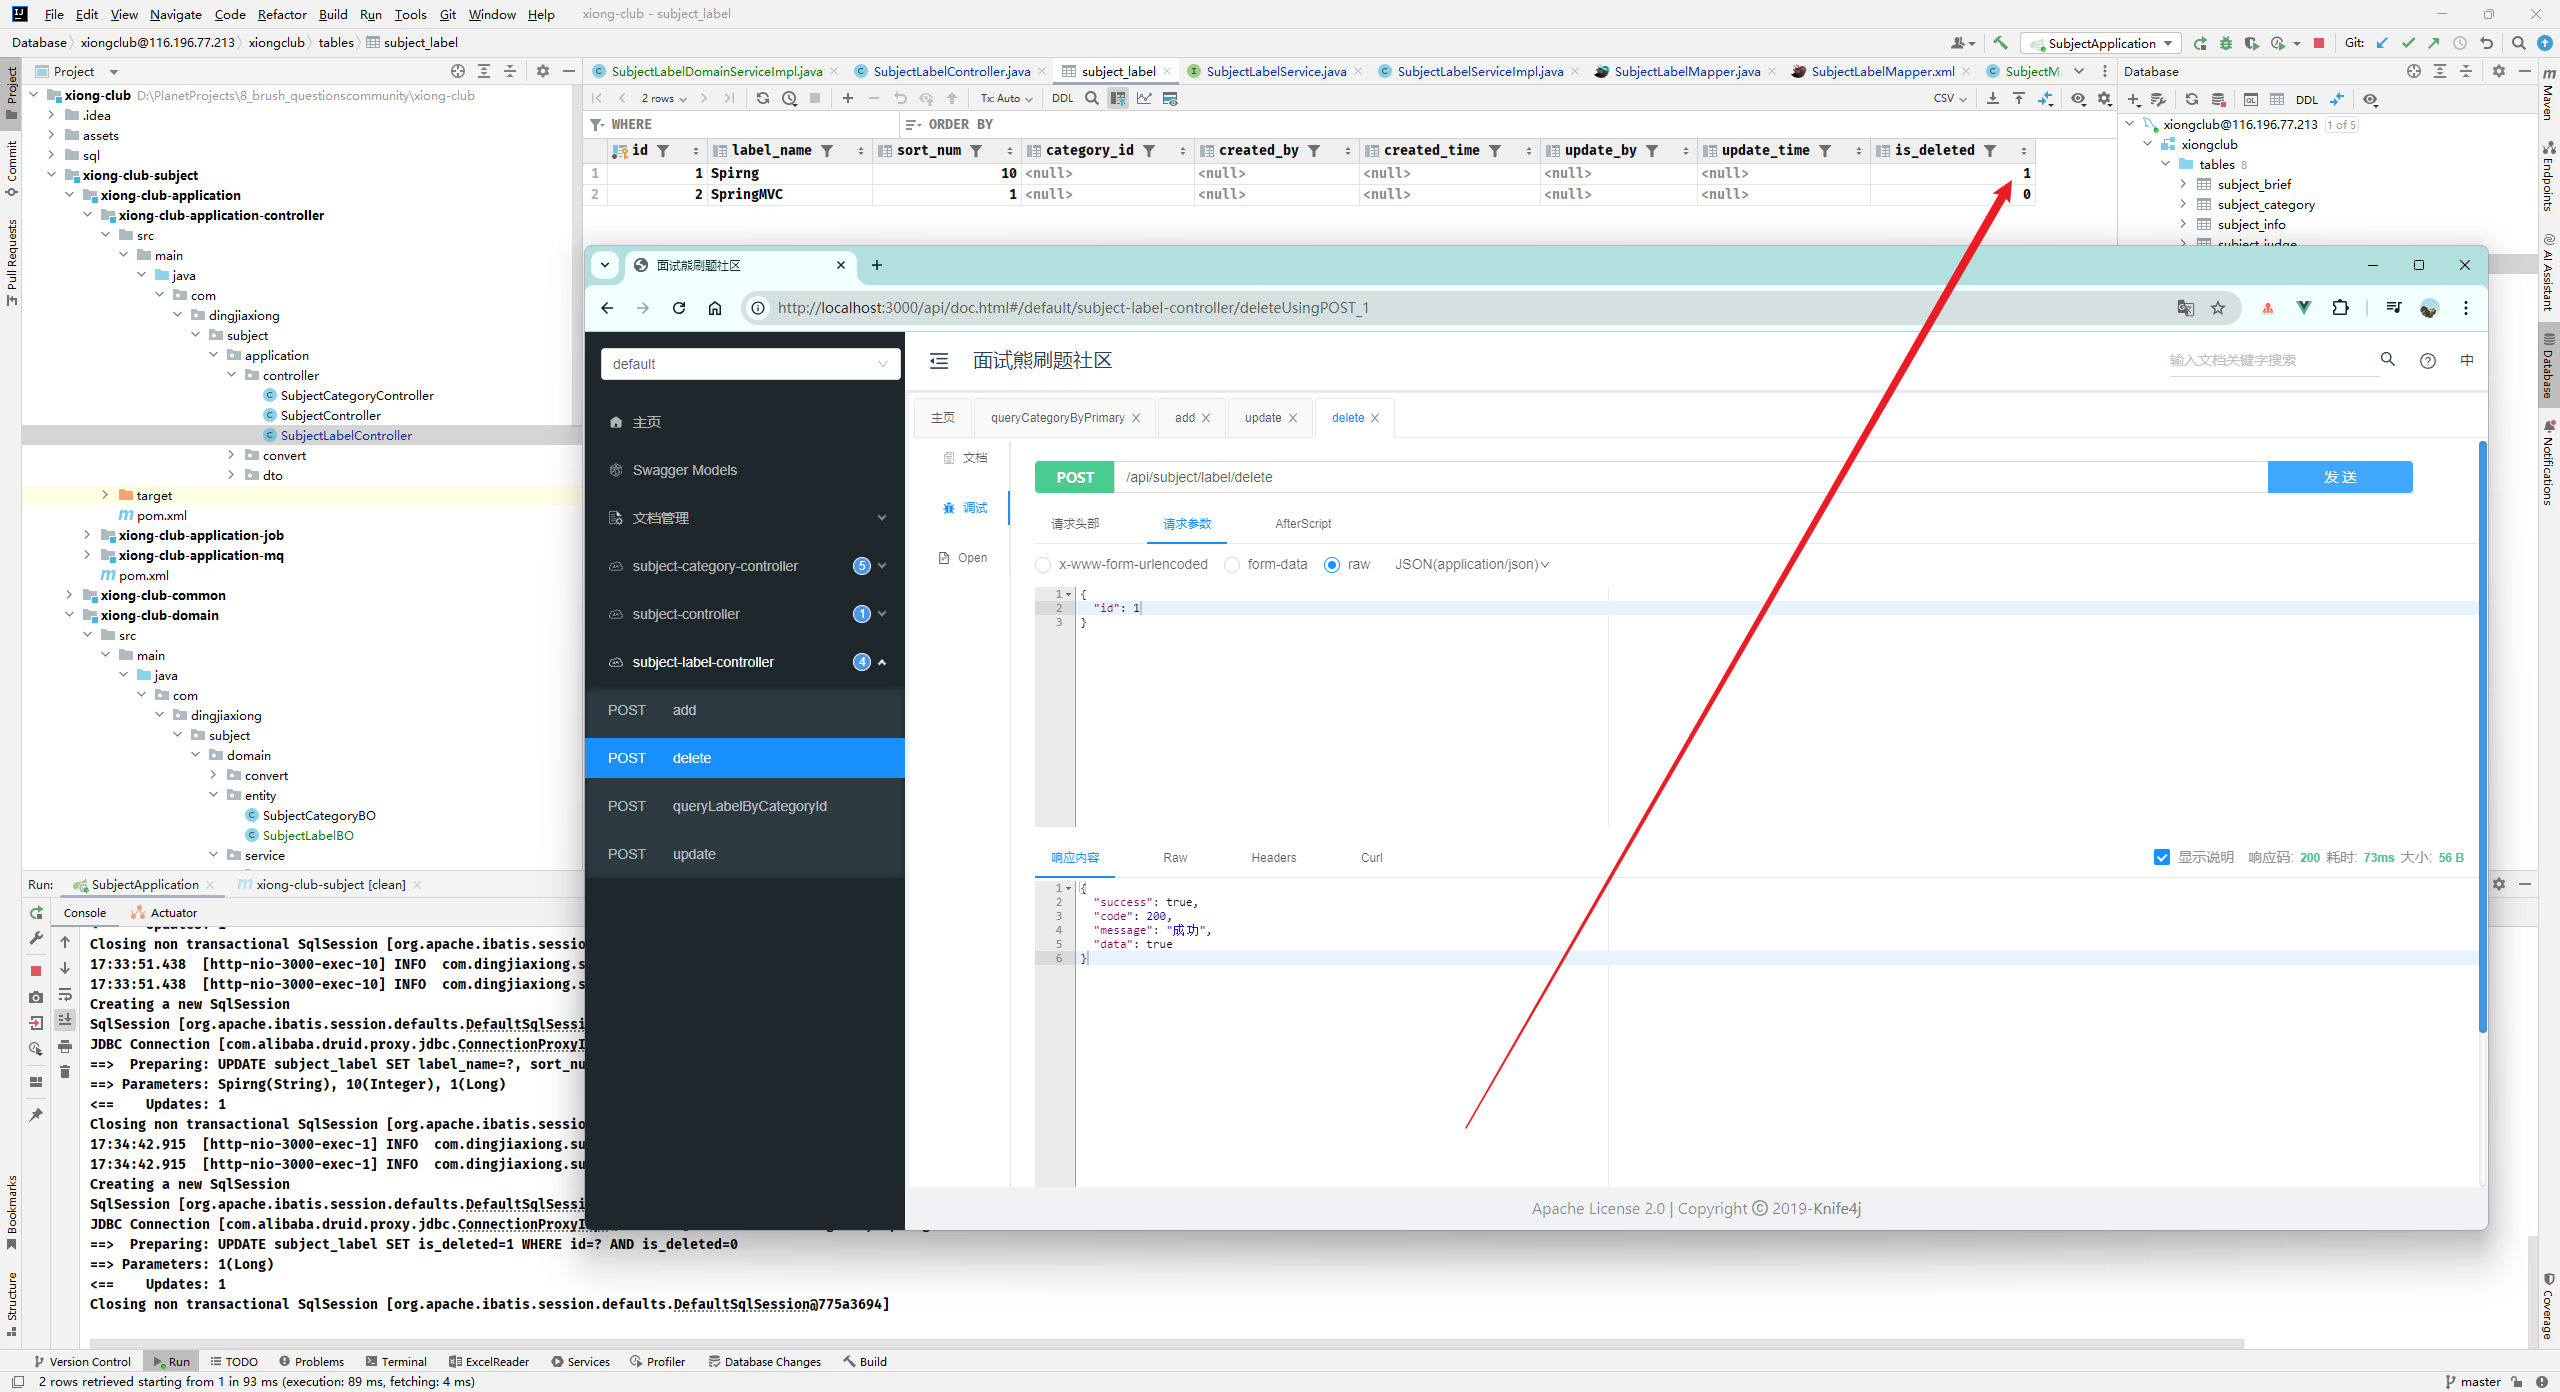 File Edit View Navigate Code Refactor Build Run Tools Git Window Help xiong-club - subject_label
Database xiongclub@116.196.77.213 xiongclub tables subject_label
SubjectApplication Git:
Project
SubjectLabelDomainServiceImpl.java SubjectLabelController.java subject_label SubjectLabelService.java SubjectLabelServiceImpl.java SubjectLabelMapper.java SubjectLabelMapper.xml SubjectM
Database
2 rows Tx: Auto DDL CSV
DDL
WHERE ORDER BY
id label_name sort_num category_id created_by created_time update_by update_time is_deleted
1 1 Spirng 10 <null> <null> <null> <null> <null> 1
2 2 SpringMVC 1 <null> <null> <null> <null> <null> 0
xiongclub@116.196.77.213 1 of 5
xiongclub
tables 8
subject_brief
subject_category
subject_info
subject_judge
Project
Commit
Pull Requests
Bookmarks
Structure
Maven
Endpoints
AI Assistant
Database
Notifications
Coverage
xiong-club D:\PlanetProjects\8_brush_questionscommunity\xiong-club
.idea
assets
sql
xiong-club-subject
xiong-club-application
xiong-club-application-controller
src
main
java
com
dingjiaxiong
subject
application
controller
SubjectCategoryController
SubjectController
SubjectLabelController
convert
dto
target
pom.xml
xiong-club-application-job
xiong-club-application-mq
pom.xml
xiong-club-common
xiong-club-domain
src
main
java
com
dingjiaxiong
subject
domain
convert
entity
SubjectCategoryBO
SubjectLabelBO
service
面试熊刷题社区
http://localhost:3000/api/doc.html#/default/subject-label-controller/deleteUsingPOST_1
default
面试熊刷题社区
输入文档关键字搜索
中
主页
Swagger Models
文档管理
subject-category-controller 5
subject-controller 1
subject-label-controller 4
POST add
POST delete
POST queryLabelByCategoryId
POST update
主页 queryCategoryByPrimary add update delete
文档
调试
Open
POST /api/subject/label/delete 发 送
请求头部 请求参数 AfterScript
x-www-form-urlencoded form-data raw JSON(application/json)
1 {
2 "id": 1
3 }
响应内容 Raw Headers Curl
显示说明 响应码: 200 耗时: 73ms 大小: 56 B
1 {
2 "success": true,
3 "code": 200,
4 "message": "成功",
5 "data": true
6 }
Apache License 2.0 | Copyright © 2019-Knife4j
Run: SubjectApplication xiong-club-subject [clean]
Console Actuator
Closing non transactional SqlSession [org.apache.ibatis.sessio
17:33:51.438 [http-nio-3000-exec-10] INFO com.dingjiaxiong.s
17:33:51.438 [http-nio-3000-exec-10] INFO com.dingjiaxiong.s
Creating a new SqlSession
SqlSession [org.apache.ibatis.session.defaults.DefaultSqlSessi
JDBC Connection [com.alibaba.druid.proxy.jdbc.ConnectionProxyI
==> Preparing: UPDATE subject_label SET label_name=?, sort_nu
==> Parameters: Spirng(String), 10(Integer), 1(Long)
<== Updates: 1
Closing non transactional SqlSession [org.apache.ibatis.sessio
17:34:42.915 [http-nio-3000-exec-1] INFO com.dingjiaxiong.su
17:34:42.915 [http-nio-3000-exec-1] INFO com.dingjiaxiong.su
Creating a new SqlSession
SqlSession [org.apache.ibatis.session.defaults.DefaultSqlSessi
JDBC Connection [com.alibaba.druid.proxy.jdbc.ConnectionProxyI
==> Preparing: UPDATE subject_label SET is_deleted=1 WHERE id=? AND is_deleted=0
==> Parameters: 1(Long)
<== Updates: 1
Closing non transactional SqlSession [org.apache.ibatis.session.defaults.DefaultSqlSession@775a3694]
Version Control Run TODO Problems Terminal ExcelReader Services Profiler Database Changes Build
2 rows retrieved starting from 1 in 93 ms (execution: 89 ms, fetching: 4 ms)
master